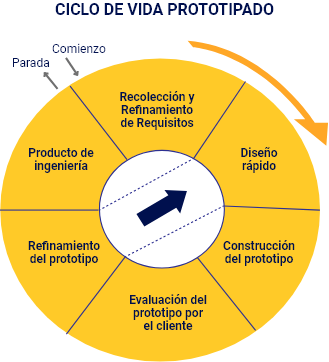 CICLO DE VIDA PROTOTIPADO
Comienzo
Parada
Recolección y
Refinamiento
de Requisitos
Diseño
rápido
Construcción
del prototipo
Evaluación del
prototipo por
el cliente
Refinamiento
del prototipo
Producto de
ingeniería